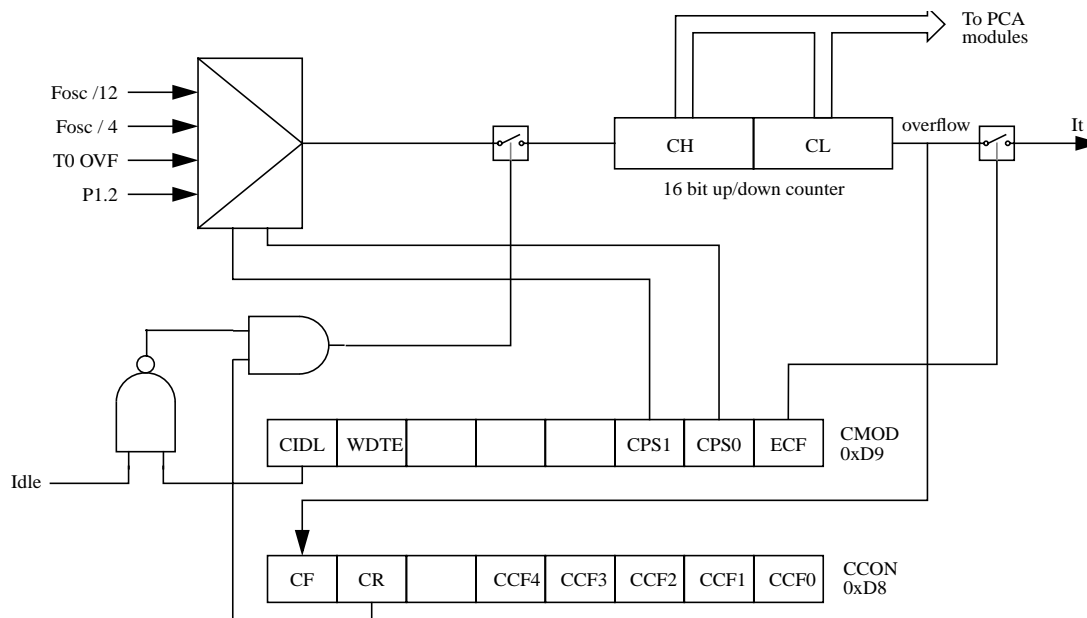 To PCA
modules
Fosc /12
Fosc / 4
T0 OVF
P1.2
CH
CL
overflow
It
16 bit up/down counter
CIDL
WDTE
CPS1
CPS0
ECF
CMOD
0xD9
Idle
CF
CR
CCF4
CCF3
CCF2
CCF1
CCF0
CCON
0xD8